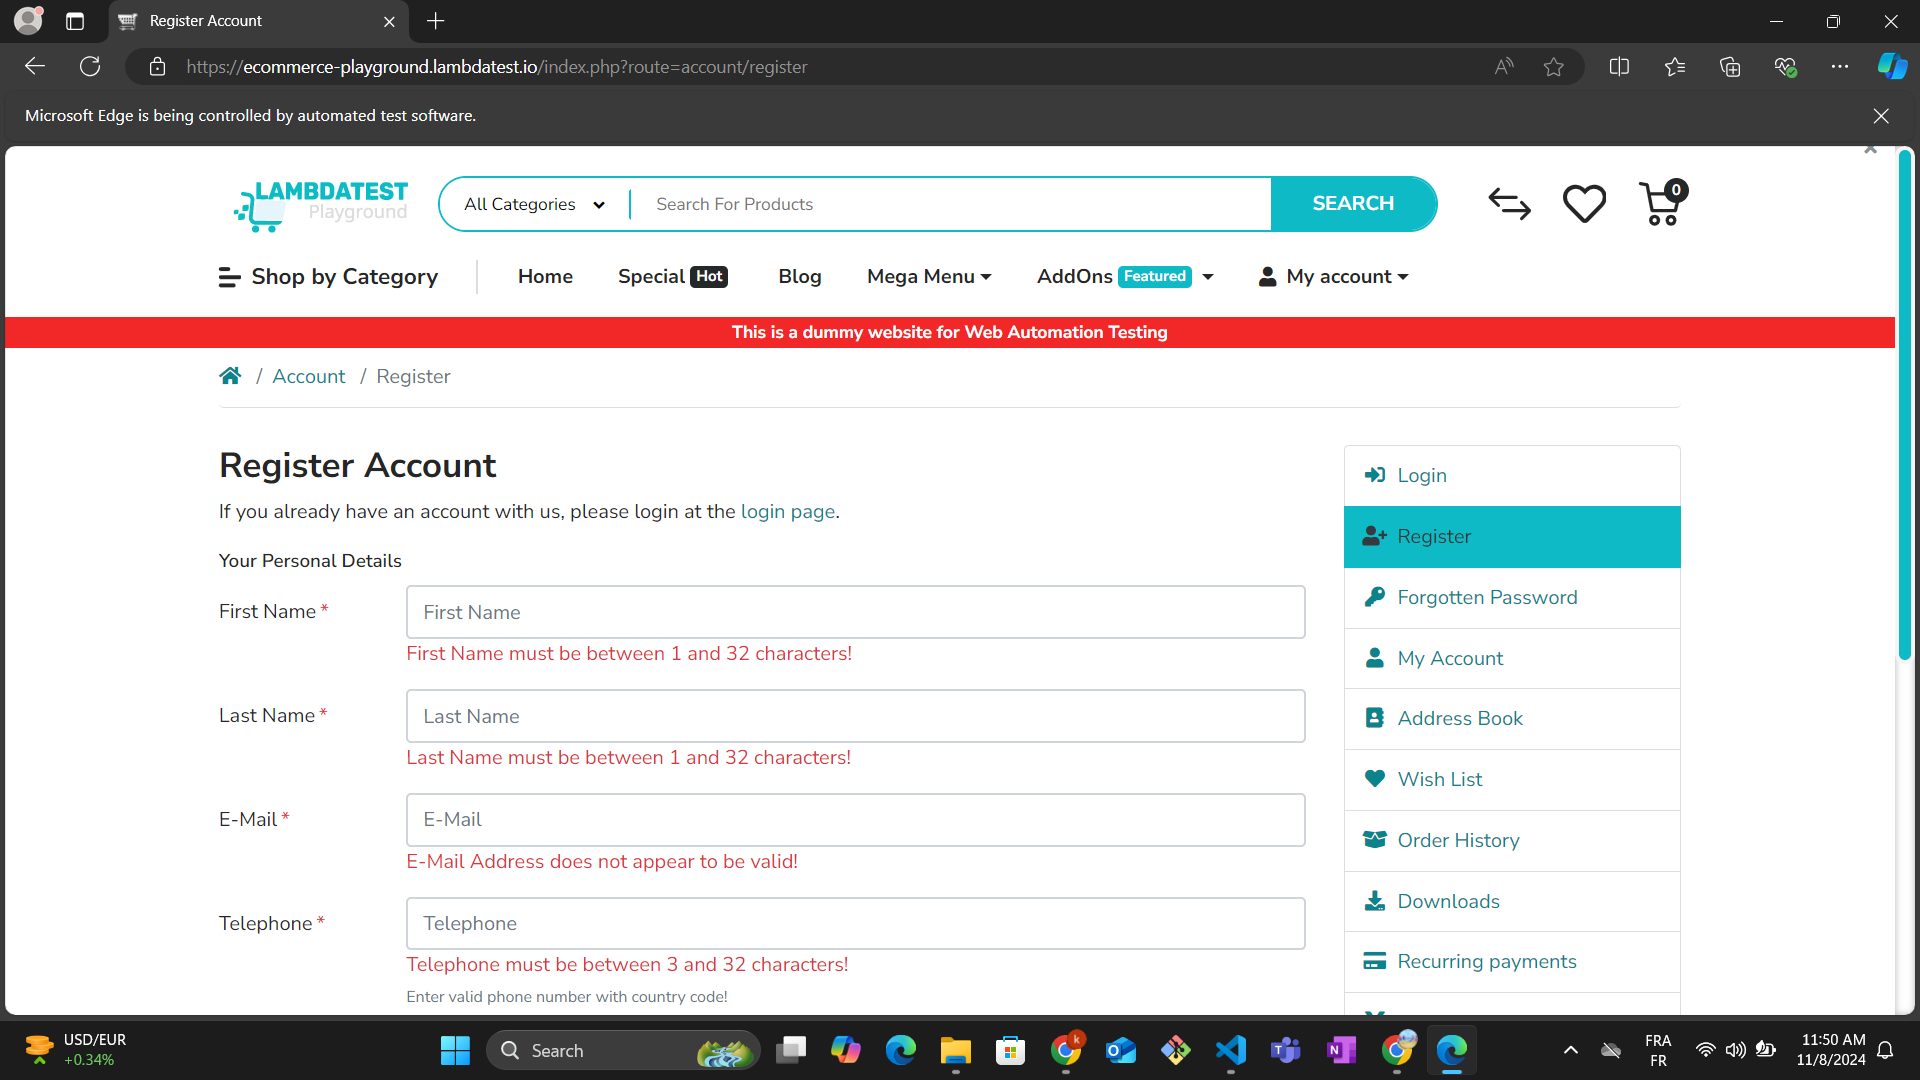 Register Account
https://ecommerce-playground.lambdatest.io/index.php?route=account/register
Microsoft Edge is being controlled by automated test software.
LAMBDATEST
Playground
All Categories
Search For Products
SEARCH
0
Shop by Category
Home
Special Hot
Blog
Mega Menu
AddOns Featured
My account
This is a dummy website for Web Automation Testing
/ Account / Register
Register Account
If you already have an account with us, please login at the login page.
Your Personal Details
First Name *
First Name
First Name must be between 1 and 32 characters!
Last Name *
Last Name
Last Name must be between 1 and 32 characters!
E-Mail *
E-Mail
E-Mail Address does not appear to be valid!
Telephone *
Telephone
Telephone must be between 3 and 32 characters!
Enter valid phone number with country code!
Login
Register
Forgotten Password
My Account
Address Book
Wish List
Order History
Downloads
Recurring payments
USD/EUR
+0.34%
Search
k
FRA
FR
11:50 AM
11/8/2024